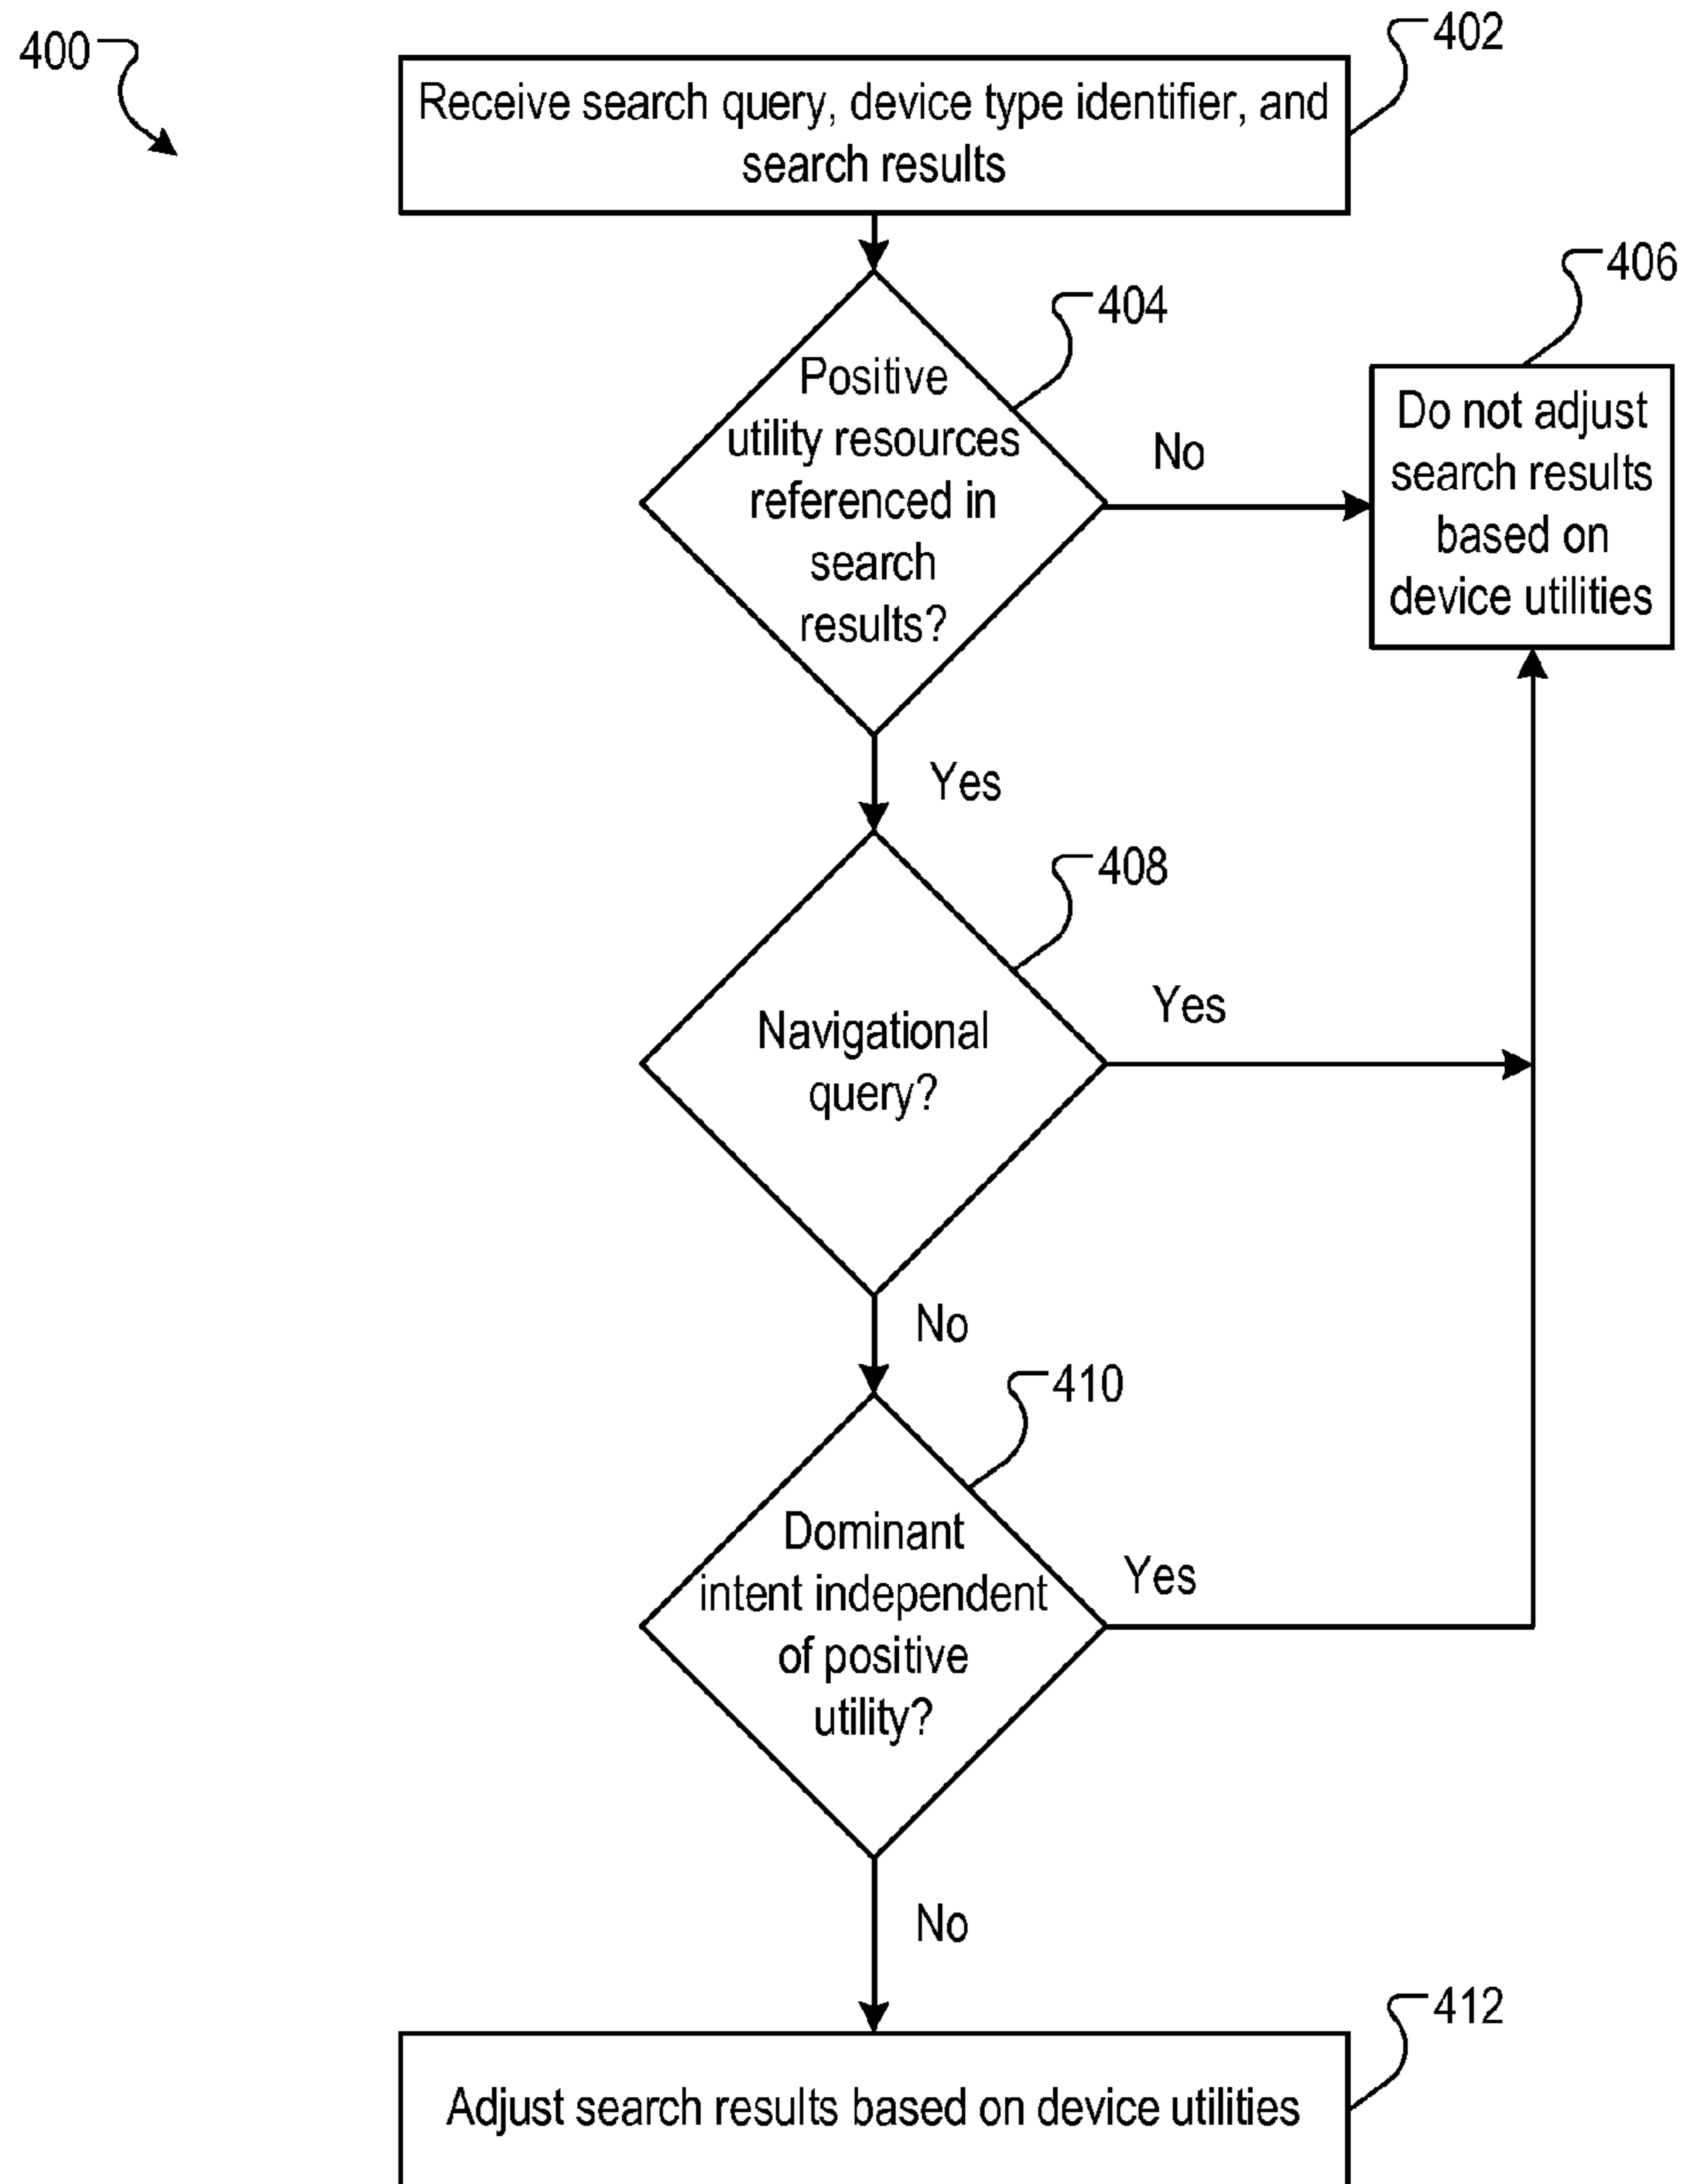 400
402
Receive search query, device type identifier, and
search results
404
406
Positive
utility resources
referenced in
search
results?
No
Do not adjust
search results
based on
device utilities
Yes
408
Navigational
query?
Yes
No
410
Dominant
intent independent
of positive
utility?
Yes
No
412
Adjust search results based on device utilities